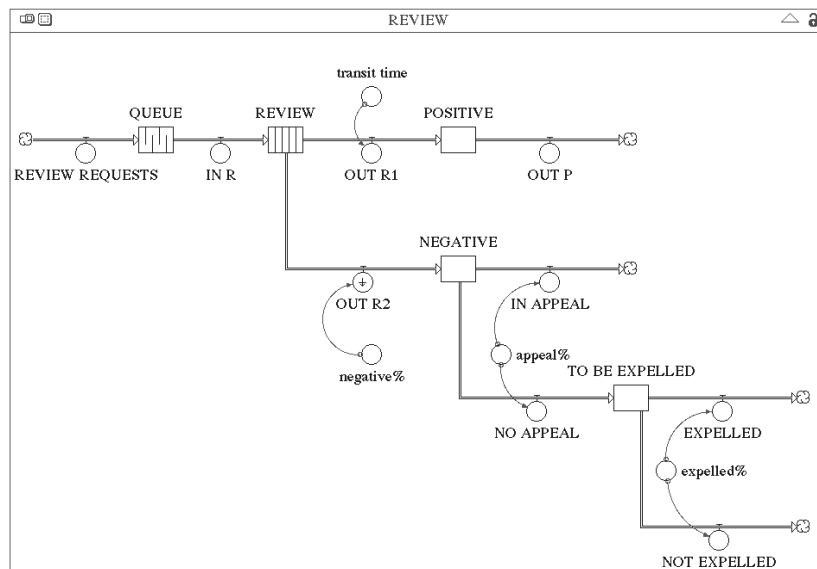 REVIEW
transit time
QUEUE
REVIEW
POSITIVE
REVIEW REQUESTS
IN R
OUT R1
OUT P
NEGATIVE
OUT R2
IN APPEAL
appeal%
negative%
TO BE EXPELLED
NO APPEAL
EXPELLED
expelled%
NOT EXPELLED